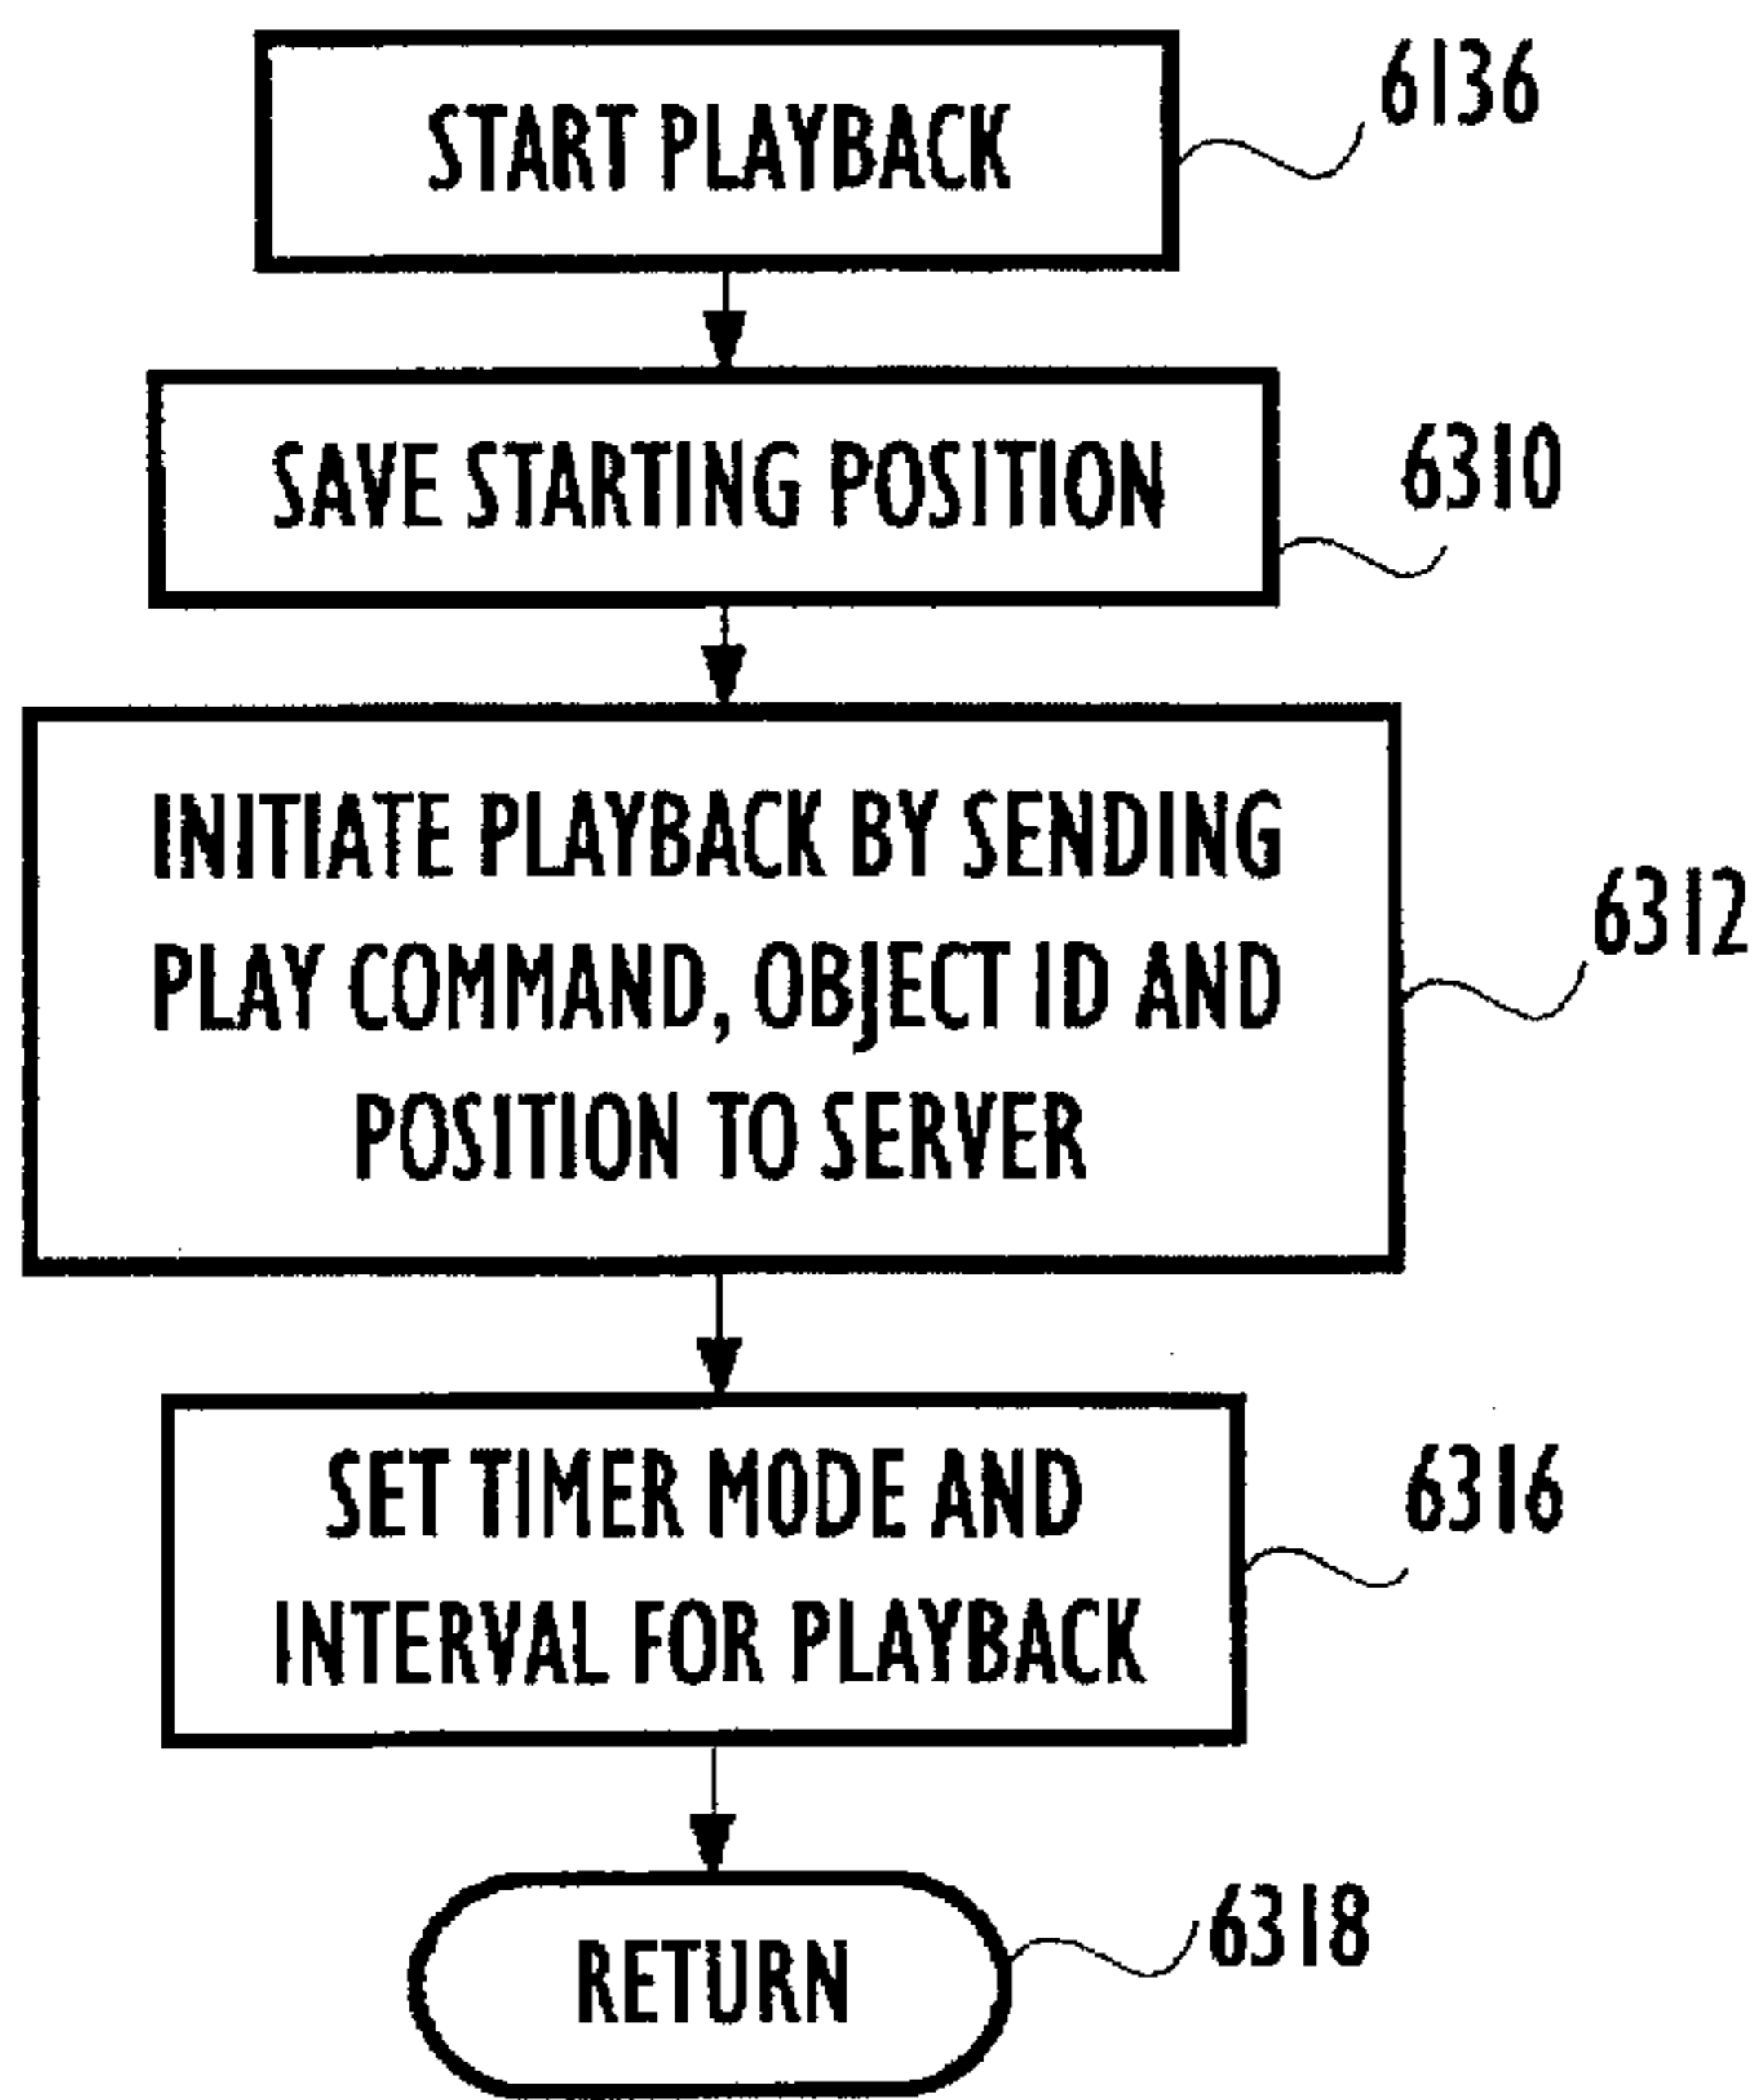 START PLAYBACK
6136
SAVE STARTING POSITION
6310
INITIATE PLAYBACK BY SENDING
PLAY COMMAND, OBJECT ID AND
POSITION TO SERVER
6312
SET TIMER MODE AND
INTERVAL FOR PLAYBACK
6316
RETURN
6318